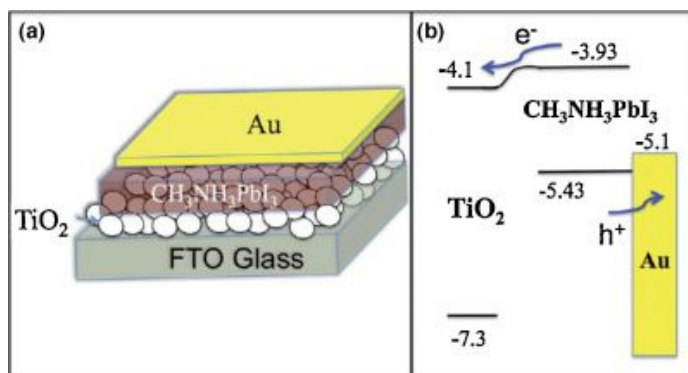 (a)
Au
CH₃NH₃PbI₃
TiO₂
FTO Glass
(b)
e⁻
-4.1
-3.93
CH₃NH₃PbI₃
-5.1
-5.43
TiO₂
h⁺
Au
-7.3